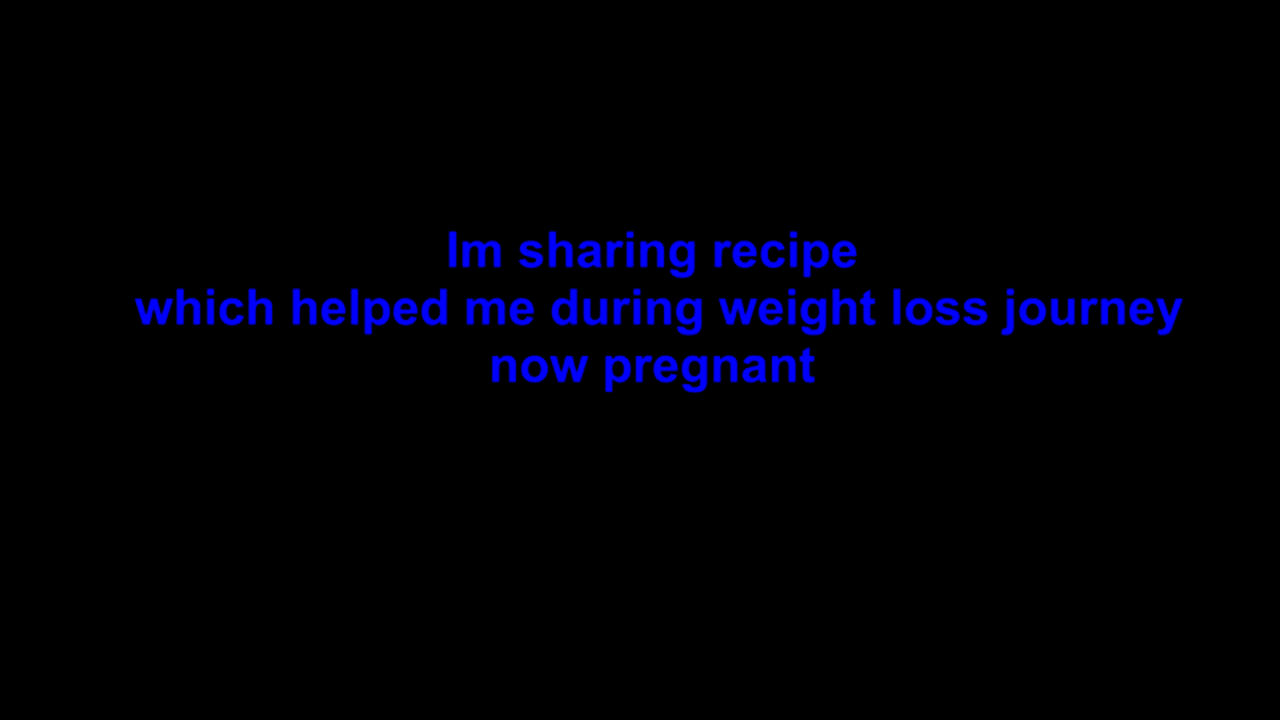 Im sharing recipe
which helped me during weight loss journey
now pregnant